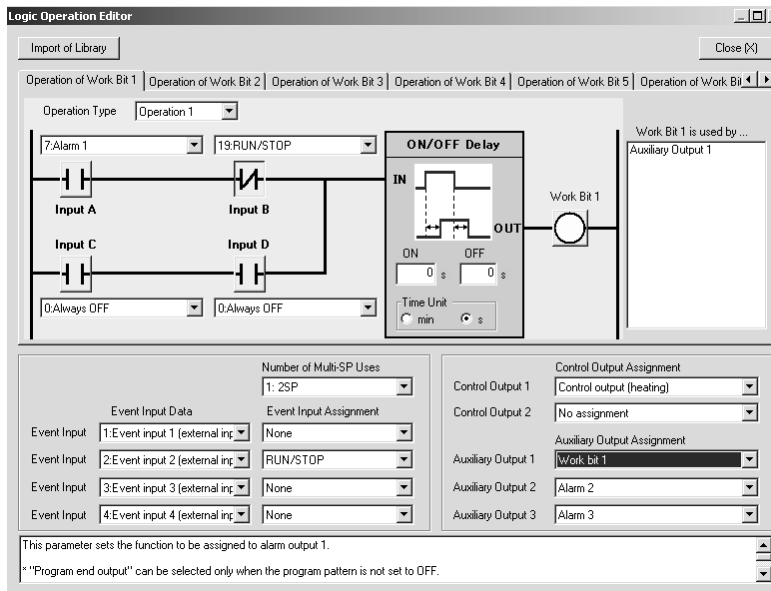 Logic Operation Editor
Import of Library
Close (X)
Operation of Work Bit 1
Operation of Work Bit 2
Operation of Work Bit 3
Operation of Work Bit 4
Operation of Work Bit 5
Operation of Work Bit
Operation Type
Operation 1
7:Alarm 1
19:RUN/STOP
Input A
Input B
Input C
Input D
0:Always OFF
0:Always OFF
ON/OFF Delay
IN
OUT
ON
OFF
0 s
0 s
Time Unit
min
s
Work Bit 1
Work Bit 1 is used by ...
Auxiliary Output 1
Number of Multi-SP Uses
1: 2SP
Event Input Data
Event Input Assignment
Event Input
1:Event input 1 (external inp
None
Event Input
2:Event input 2 (external inp
RUN/STOP
Event Input
3:Event input 3 (external inp
None
Event Input
4:Event input 4 (external inp
None
Control Output Assignment
Control Output 1
Control output (heating)
Control Output 2
No assignment
Auxiliary Output Assignment
Auxiliary Output 1
Work bit 1
Auxiliary Output 2
Alarm 2
Auxiliary Output 3
Alarm 3
This parameter sets the function to be assigned to alarm output 1.
* "Program end output" can be selected only when the program pattern is not set to OFF.